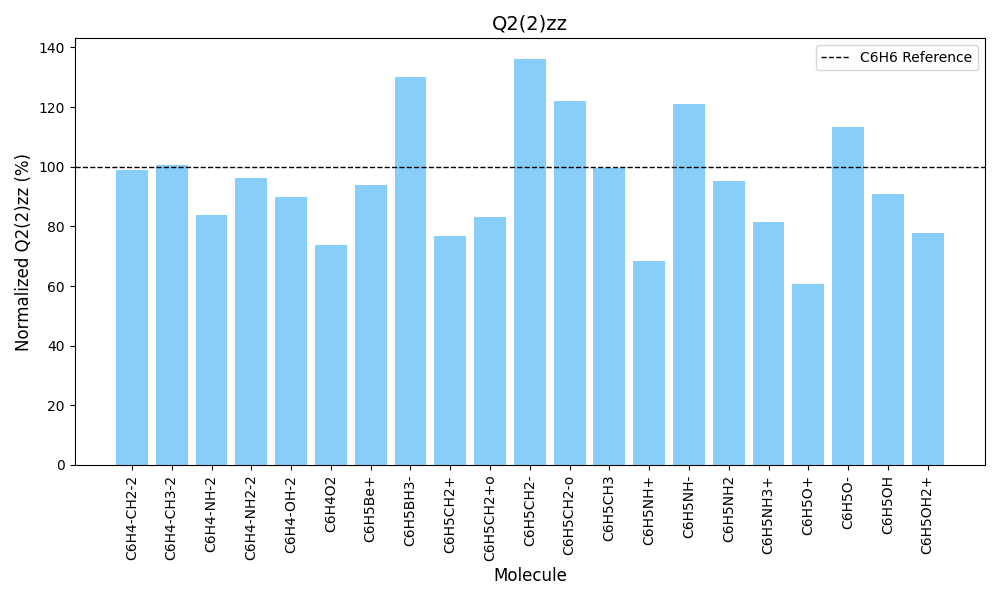 Q2(2)zz
C6H6 Reference
Normalized Q2(2)zz (%)
140
120
100
80
60
40
20
0
C6H4-CH2-2
C6H4-CH3-2
C6H4-NH-2
C6H4-NH2-2
C6H4-OH-2
C6H4O2
C6H5Be+
C6H5BH3-
C6H5CH2+
C6H5CH2+o
C6H5CH2-
C6H5CH2-o
C6H5CH3
C6H5NH+
C6H5NH-
C6H5NH2
C6H5NH3+
C6H5O+
C6H5O-
C6H5OH
C6H5OH2+
Molecule